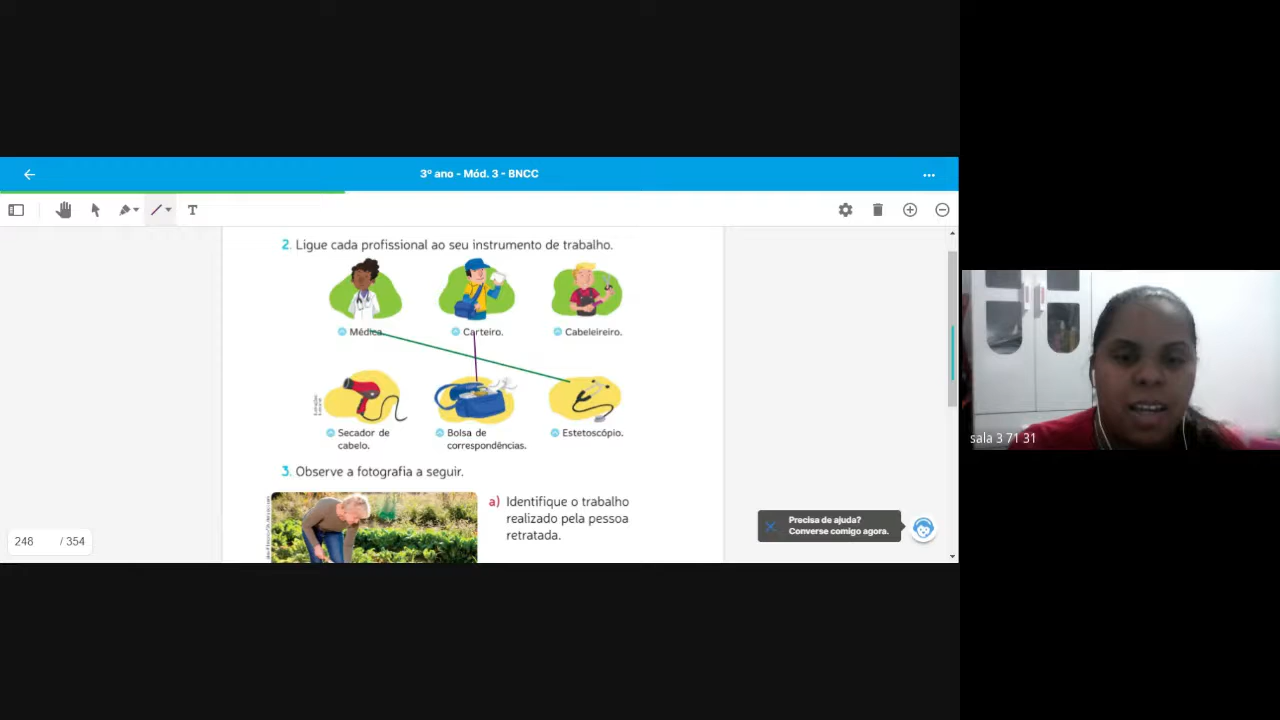 3º ano - Mód. 3 - BNCC
T
2. Ligue cada profissional ao seu instrumento de trabalho.
Médica. Carteiro. Cabeleireiro.
Secador de cabelo. Bolsa de correspondências. Estetoscópio.
3. Observe a fotografia a seguir.
a) Identifique o trabalho
realizado pela pessoa
retratada.
248 / 354
Precisa de ajuda?
Converse comigo agora.
sala 3 71 31